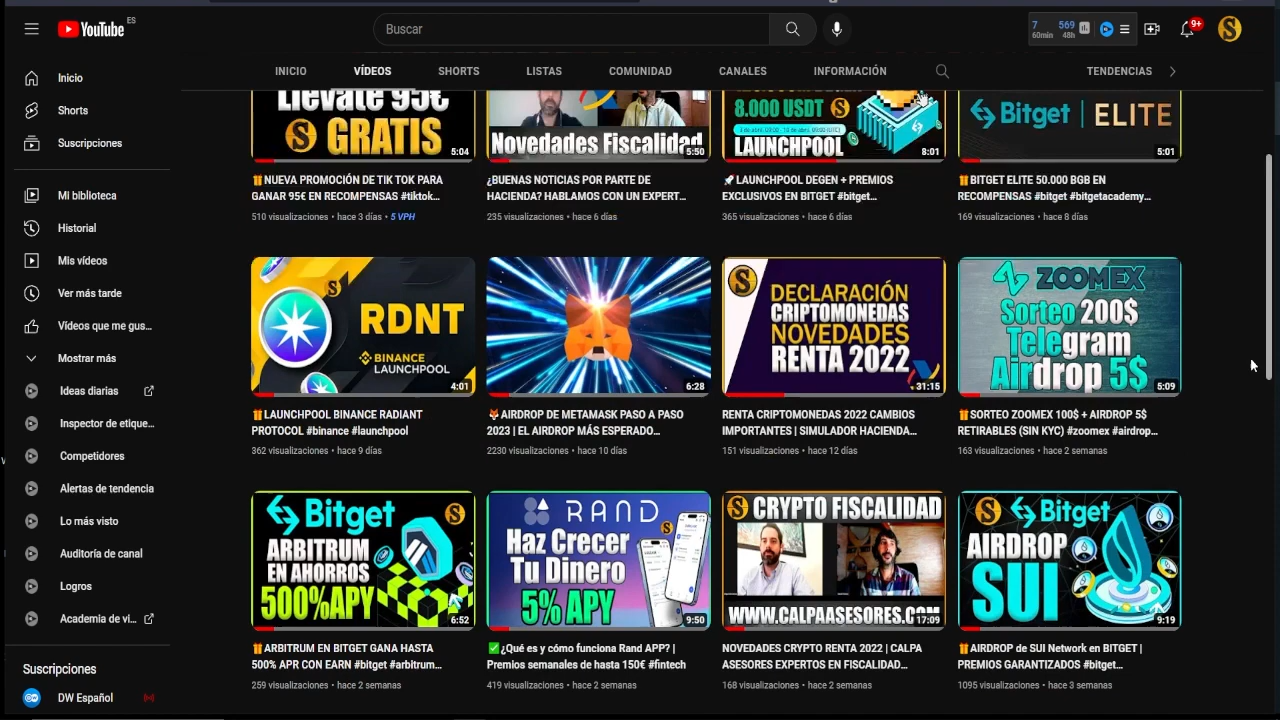 YouTube ES
Buscar
7
60min
569
48h
9+
INICIO
VÍDEOS
SHORTS
LISTAS
COMUNIDAD
CANALES
INFORMACIÓN
TENDENCIAS
Inicio
Shorts
Suscripciones
Mi biblioteca
Historial
Mis vídeos
Ver más tarde
Vídeos que me gus...
Mostrar más
Ideas diarias
Inspector de etique...
Competidores
Alertas de tendencia
Lo más visto
Auditoría de canal
Logros
Academia de vi...
Suscripciones
DW Español
Llévate 95€
GRATIS
5:04
🎁NUEVA PROMOCIÓN DE TIK TOK PARA
GANAR 95€ EN RECOMPENSAS #tiktok...
510 visualizaciones • hace 3 días • 5 VPH
Novedades Fiscalidad
5:50
¿BUENAS NOTICIAS POR PARTE DE
HACIENDA? HABLAMOS CON UN EXPERT...
235 visualizaciones • hace 6 días
8.000 USDT
LAUNCHPOOL
8:01
🚀LAUNCHPOOL DEGEN + PREMIOS
EXCLUSIVOS EN BITGET #bitget...
365 visualizaciones • hace 6 días
Bitget | ELITE
5:01
🎁BITGET ELITE 50.000 BGB EN
RECOMPENSAS #bitget #bitgetacademy...
169 visualizaciones • hace 8 días
RDNT
BINANCE
LAUNCHPOOL
4:01
🎁LAUNCHPOOL BINANCE RADIANT
PROTOCOL #binance #launchpool
362 visualizaciones • hace 9 días
6:28
🦊AIRDROP DE METAMASK PASO A PASO
2023 | EL AIRDROP MÁS ESPERADO...
2230 visualizaciones • hace 10 días
DECLARACIÓN
CRIPTOMONEDAS
NOVEDADES
RENTA 2022
31:15
RENTA CRIPTOMONEDAS 2022 CAMBIOS
IMPORTANTES | SIMULADOR HACIENDA...
151 visualizaciones • hace 12 días
ZOOMEX
Sorteo 200$
Telegram
Airdrop 5$
5:09
🎁SORTEO ZOOMEX 100$ + AIRDROP 5$
RETIRABLES (SIN KYC) #zoomex #airdrop...
163 visualizaciones • hace 2 semanas
Bitget
ARBITRUM
EN AHORROS
500%APY
6:52
🎁ARBITRUM EN BITGET GANA HASTA
500% APR CON EARN #bitget #arbitrum...
259 visualizaciones • hace 2 semanas
RAND
Haz Crecer
Tu Dinero
5% APY
9:50
✅¿Qué es y cómo funciona Rand APP? |
Premios semanales de hasta 150€ #fintech
419 visualizaciones • hace 2 semanas
CRYPTO FISCALIDAD
WWW.CALPAASESORES.COM
17:09
NOVEDADES CRYPTO RENTA 2022 | CALPA
ASESORES EXPERTOS EN FISCALIDAD...
168 visualizaciones • hace 2 semanas
Bitget
AIRDROP
SUI
9:19
🎁AIRDROP de SUI Network en BITGET |
PREMIOS GARANTIZADOS #bitget...
1095 visualizaciones • hace 3 semanas